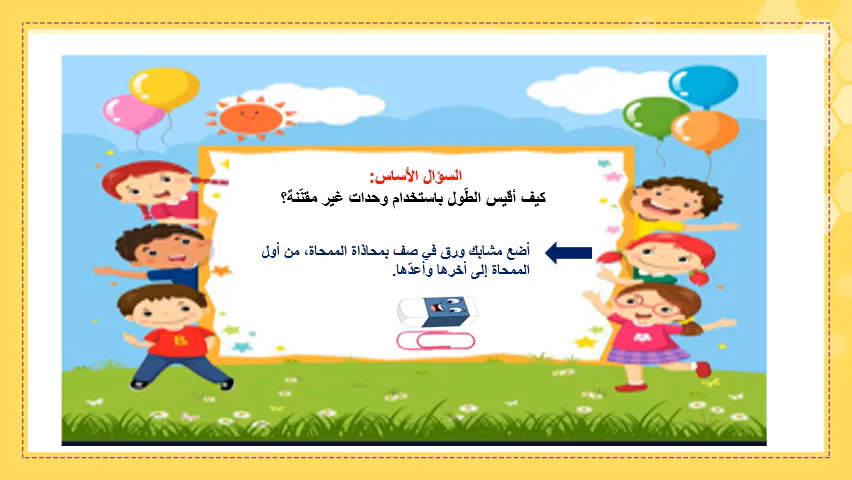 السؤال الأساس:
كيف أقيس الطّول باستخدام وحدات غير مقنّنة؟
أضع مشابك ورق في صف بمحاذاة الممحاة، من أول
الممحاة إلى أخرها وأعدّها.